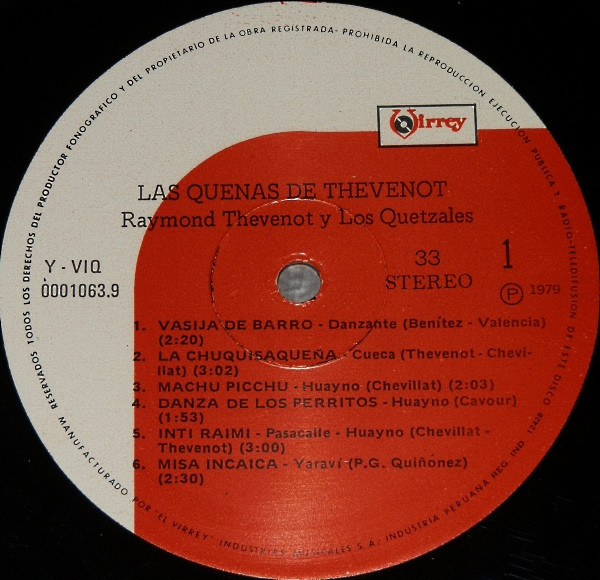 RESERVADOS TODOS LOS DERECHOS DEL PRODUCTOR FONOGRAFICO Y DEL PROPIETARIO DE LA OBRA REGISTRADA - PROHIBIDA LA REPRODUCCION EJECUCION PUBLICA Y RADIO-TELEDIFUSION DE ESTE DISCO
Virrey
LAS QUENAS DE THEVENOT
Raymond Thevenot y Los Quetzales
Y - VIQ
0001063.9
33
STEREO
1
Ⓟ 1979
1. VASIJA DE BARRO - Danzante (Benítez - Valencia)
(2:20)
2. LA CHUQUISAQUEÑA - Cueca (Thevenot - Chevi-
llat) (3:02)
3. MACHU PICCHU - Huayno (Chevillat) (2:03)
4. DANZA DE LOS PERRITOS - Huayno (Cavour)
(1:53)
5. INTI RAIMI - Pasacalle - Huayno (Chevillat -
Thevenot) (3:00)
6. MISA INCAICA - Yaraví (P.G. Quiñonez)
(2:30)
MANUFACTURADO POR "EL VIRREY - INDUSTRIAS MUSICALES S.A. INDUSTRIA PERUANA REG. IND. 12428